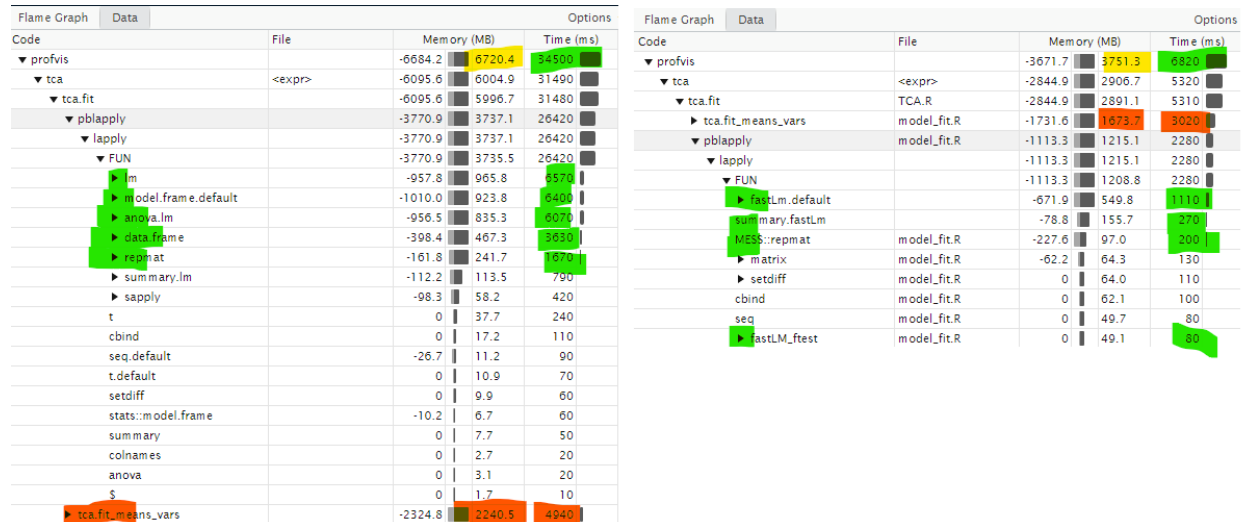 Flame Graph Data Options
Code File Memory (MB) Time (ms)
▼ profvis -6684.2 6720.4 34500
▼ tca <expr> -6095.6 6004.9 31490
▼ tca.fit -6095.6 5996.7 31480
▼ pblapply -3770.9 3737.1 26420
▼ lapply -3770.9 3737.1 26420
▼ FUN -3770.9 3735.5 26420
▶ lm -957.8 965.8 6570
▶ model.frame.default -1010.0 923.8 6400
▶ anova.lm -956.5 835.3 6070
▶ data.frame -398.4 467.3 3630
▶ repmat -161.8 241.7 1670
▶ summary.lm -112.2 113.5 790
▶ sapply -98.3 58.2 420
t 0 37.7 240
cbind 0 17.2 110
seq.default -26.7 11.2 90
t.default 0 10.9 70
setdiff 0 9.9 60
stats::model.frame -10.2 6.7 60
summary 0 7.7 50
colnames 0 2.7 20
anova 0 3.1 20
$ 0 1.7 10
▶ tca.fit_means_vars -2324.8 2240.5 4940
Flame Graph Data Options
Code File Memory (MB) Time (ms)
▼ profvis -3671.7 3751.3 6820
▼ tca <expr> -2844.9 2906.7 5320
▼ tca.fit TCA.R -2844.9 2891.1 5310
▶ tca.fit_means_vars model_fit.R -1731.6 1673.7 3020
▼ pblapply model_fit.R -1113.3 1215.1 2280
▼ lapply -1113.3 1215.1 2280
▼ FUN -1113.3 1208.8 2280
▶ fastLm.default -671.9 549.8 1110
summary.fastLm -78.8 155.7 270
MESS::repmat model_fit.R -227.6 97.0 200
▶ matrix model_fit.R -62.2 64.3 130
▶ setdiff model_fit.R 0 64.0 110
cbind model_fit.R 0 62.1 100
seq model_fit.R 0 49.7 80
▶ fastLM_ftest model_fit.R 0 49.1 80